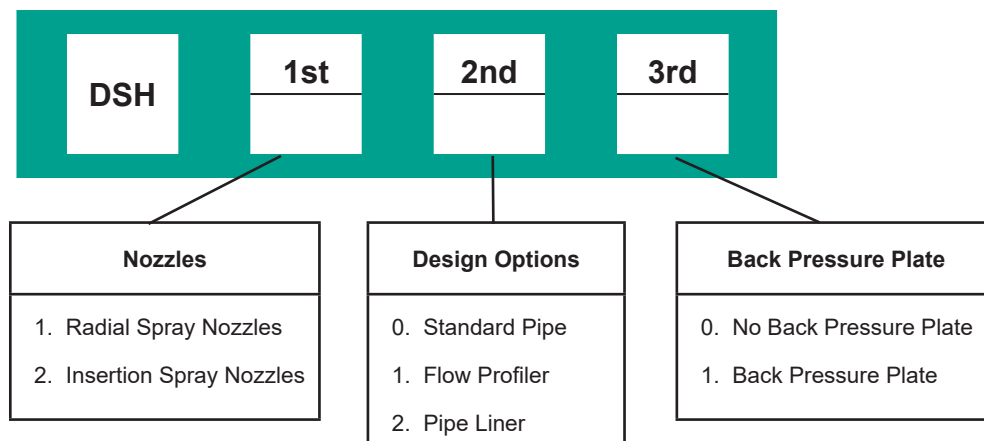 DSH
1st
2nd
3rd
Nozzles
1. Radial Spray Nozzles
2. Insertion Spray Nozzles
Design Options
0. Standard Pipe
1. Flow Profiler
2. Pipe Liner
Back Pressure Plate
0. No Back Pressure Plate
1. Back Pressure Plate